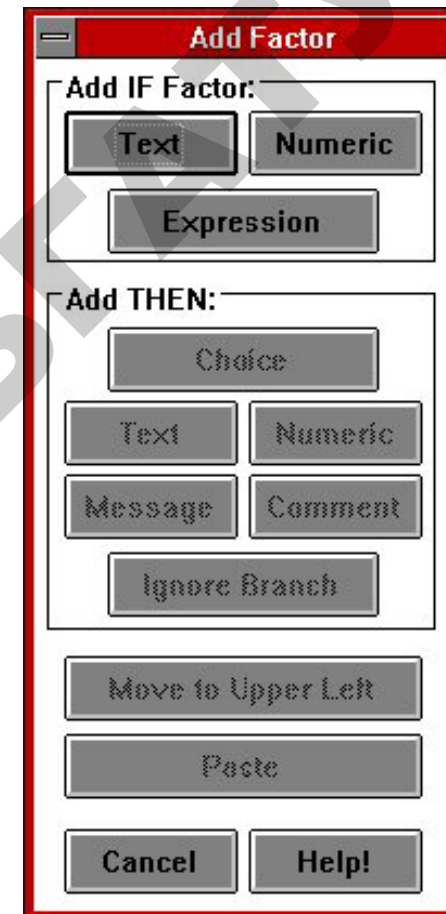 Add Factor
Add IF Factor:
Text Numeric
Expression
Add THEN:
Choice
Text Numeric
Message Comment
Ignore Branch
Move to Upper Left
Paste
Cancel Help!